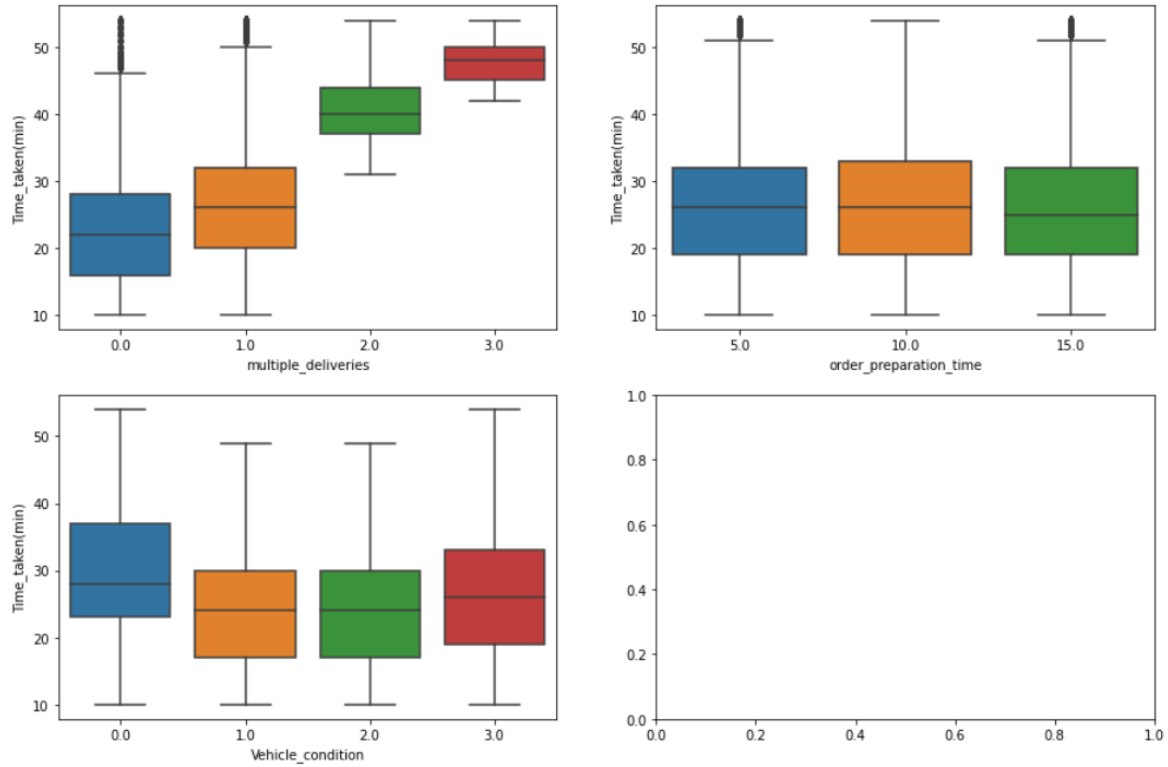 50
40
30
20
10
Time_taken(min)
0.0 1.0 2.0 3.0
multiple_deliveries
50
40
30
20
10
Time_taken(min)
5.0 10.0 15.0
order_preparation_time
50
40
30
20
10
Time_taken(min)
0.0 1.0 2.0 3.0
Vehicle_condition
1.0
0.8
0.6
0.4
0.2
0.0
0.0 0.2 0.4 0.6 0.8 1.0